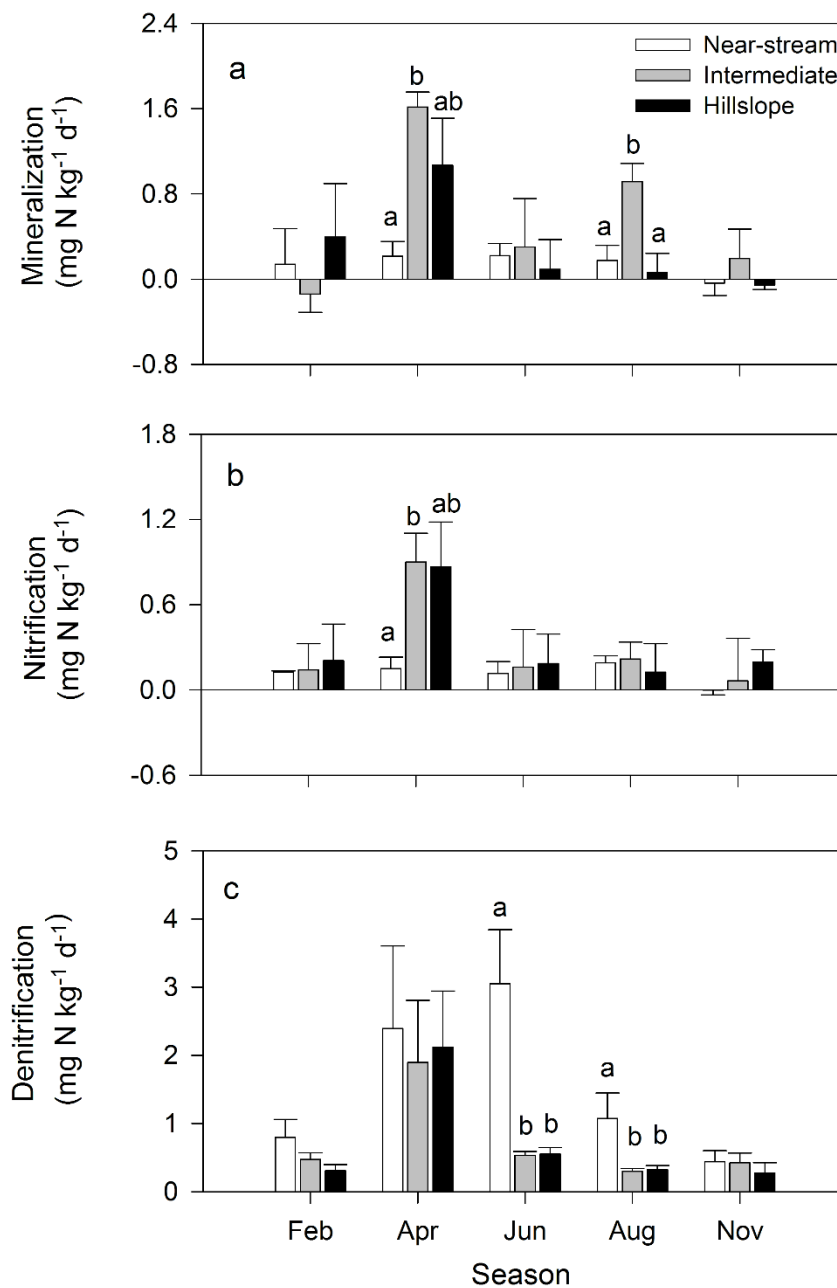 a
Near-stream
Intermediate
Hillslope
Mineralization
(mg N kg⁻¹ d⁻¹)
2.4
1.6
0.8
0.0
-0.8
b
ab
a
b
a
a
b
Nitrification
(mg N kg⁻¹ d⁻¹)
1.8
1.2
0.6
0.0
-0.6
b
ab
a
c
Denitrification
(mg N kg⁻¹ d⁻¹)
5
4
3
2
1
0
a
b b
a
b b
Feb Apr Jun Aug Nov
Season